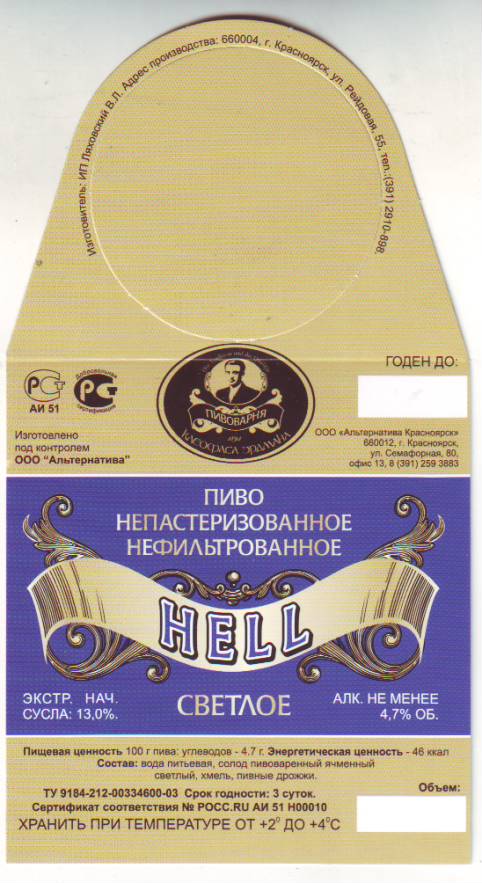 Изготовитель: ИП Ляховский В.Л. Адрес производства: 660004, г. Красноярск, ул. Рейдовая, 55, тел.:(391) 2910-898.
ГОДЕН ДО:
РСт
АИ 51
Добровольная
РСт
сертификация
ПИВОВАРНЯ
Изготовлено
под контролем
ООО "Альтернатива"
ООО «Альтернатива Красноярск»
660012, г. Красноярск,
ул. Семафорная, 80,
офис 13, 8 (391) 259 3883
ПИВО
НЕПАСТЕРИЗОВАННОЕ
НЕФИЛЬТРОВАННОЕ
HELL
ЭКСТР. НАЧ.
СУСЛА: 13,0%.
СВЕТЛОЕ
АЛК. НЕ МЕНЕЕ
4,7% ОБ.
Пищевая ценность 100 г пива: углеводов - 4.7 г. Энергетическая ценность - 46 ккал
Состав: вода питьевая, солод пивоваренный ячменный
светлый, хмель, пивные дрожжи.
ТУ 9184-212-00334600-03 Срок годности: 3 суток.
Сертификат соответствия № РОСС.RU АИ 51 Н00010
ХРАНИТЬ ПРИ ТЕМПЕРАТУРЕ ОТ +2° ДО +4°С
Объем: